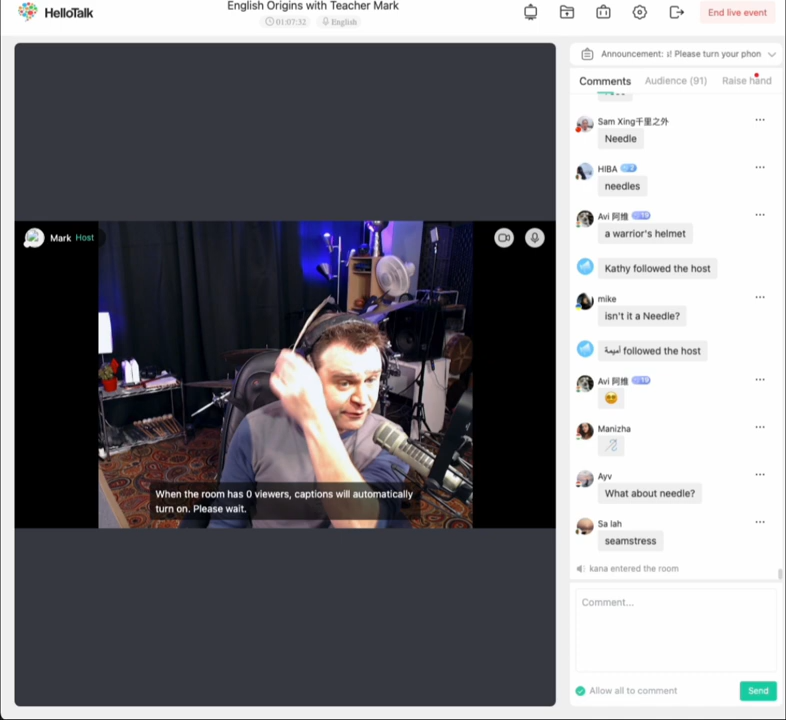 HelloTalk
English Origins with Teacher Mark
01:07:32
English
End live event
Announcement: s! Please turn your phon
Comments
Audience (91)
Raise hand
Sam Xing千里之外
Needle
HIBA
needles
Avi 阿维
a warrior's helmet
Kathy followed the host
mike
isn't it a Needle?
أميمة followed the host
Avi 阿维
Manizha
Ayv
What about needle?
Sa lah
seamstress
kana entered the room
Comment...
Allow all to comment
Send
Mark Host
When the room has 0 viewers, captions will automatically
turn on. Please wait.